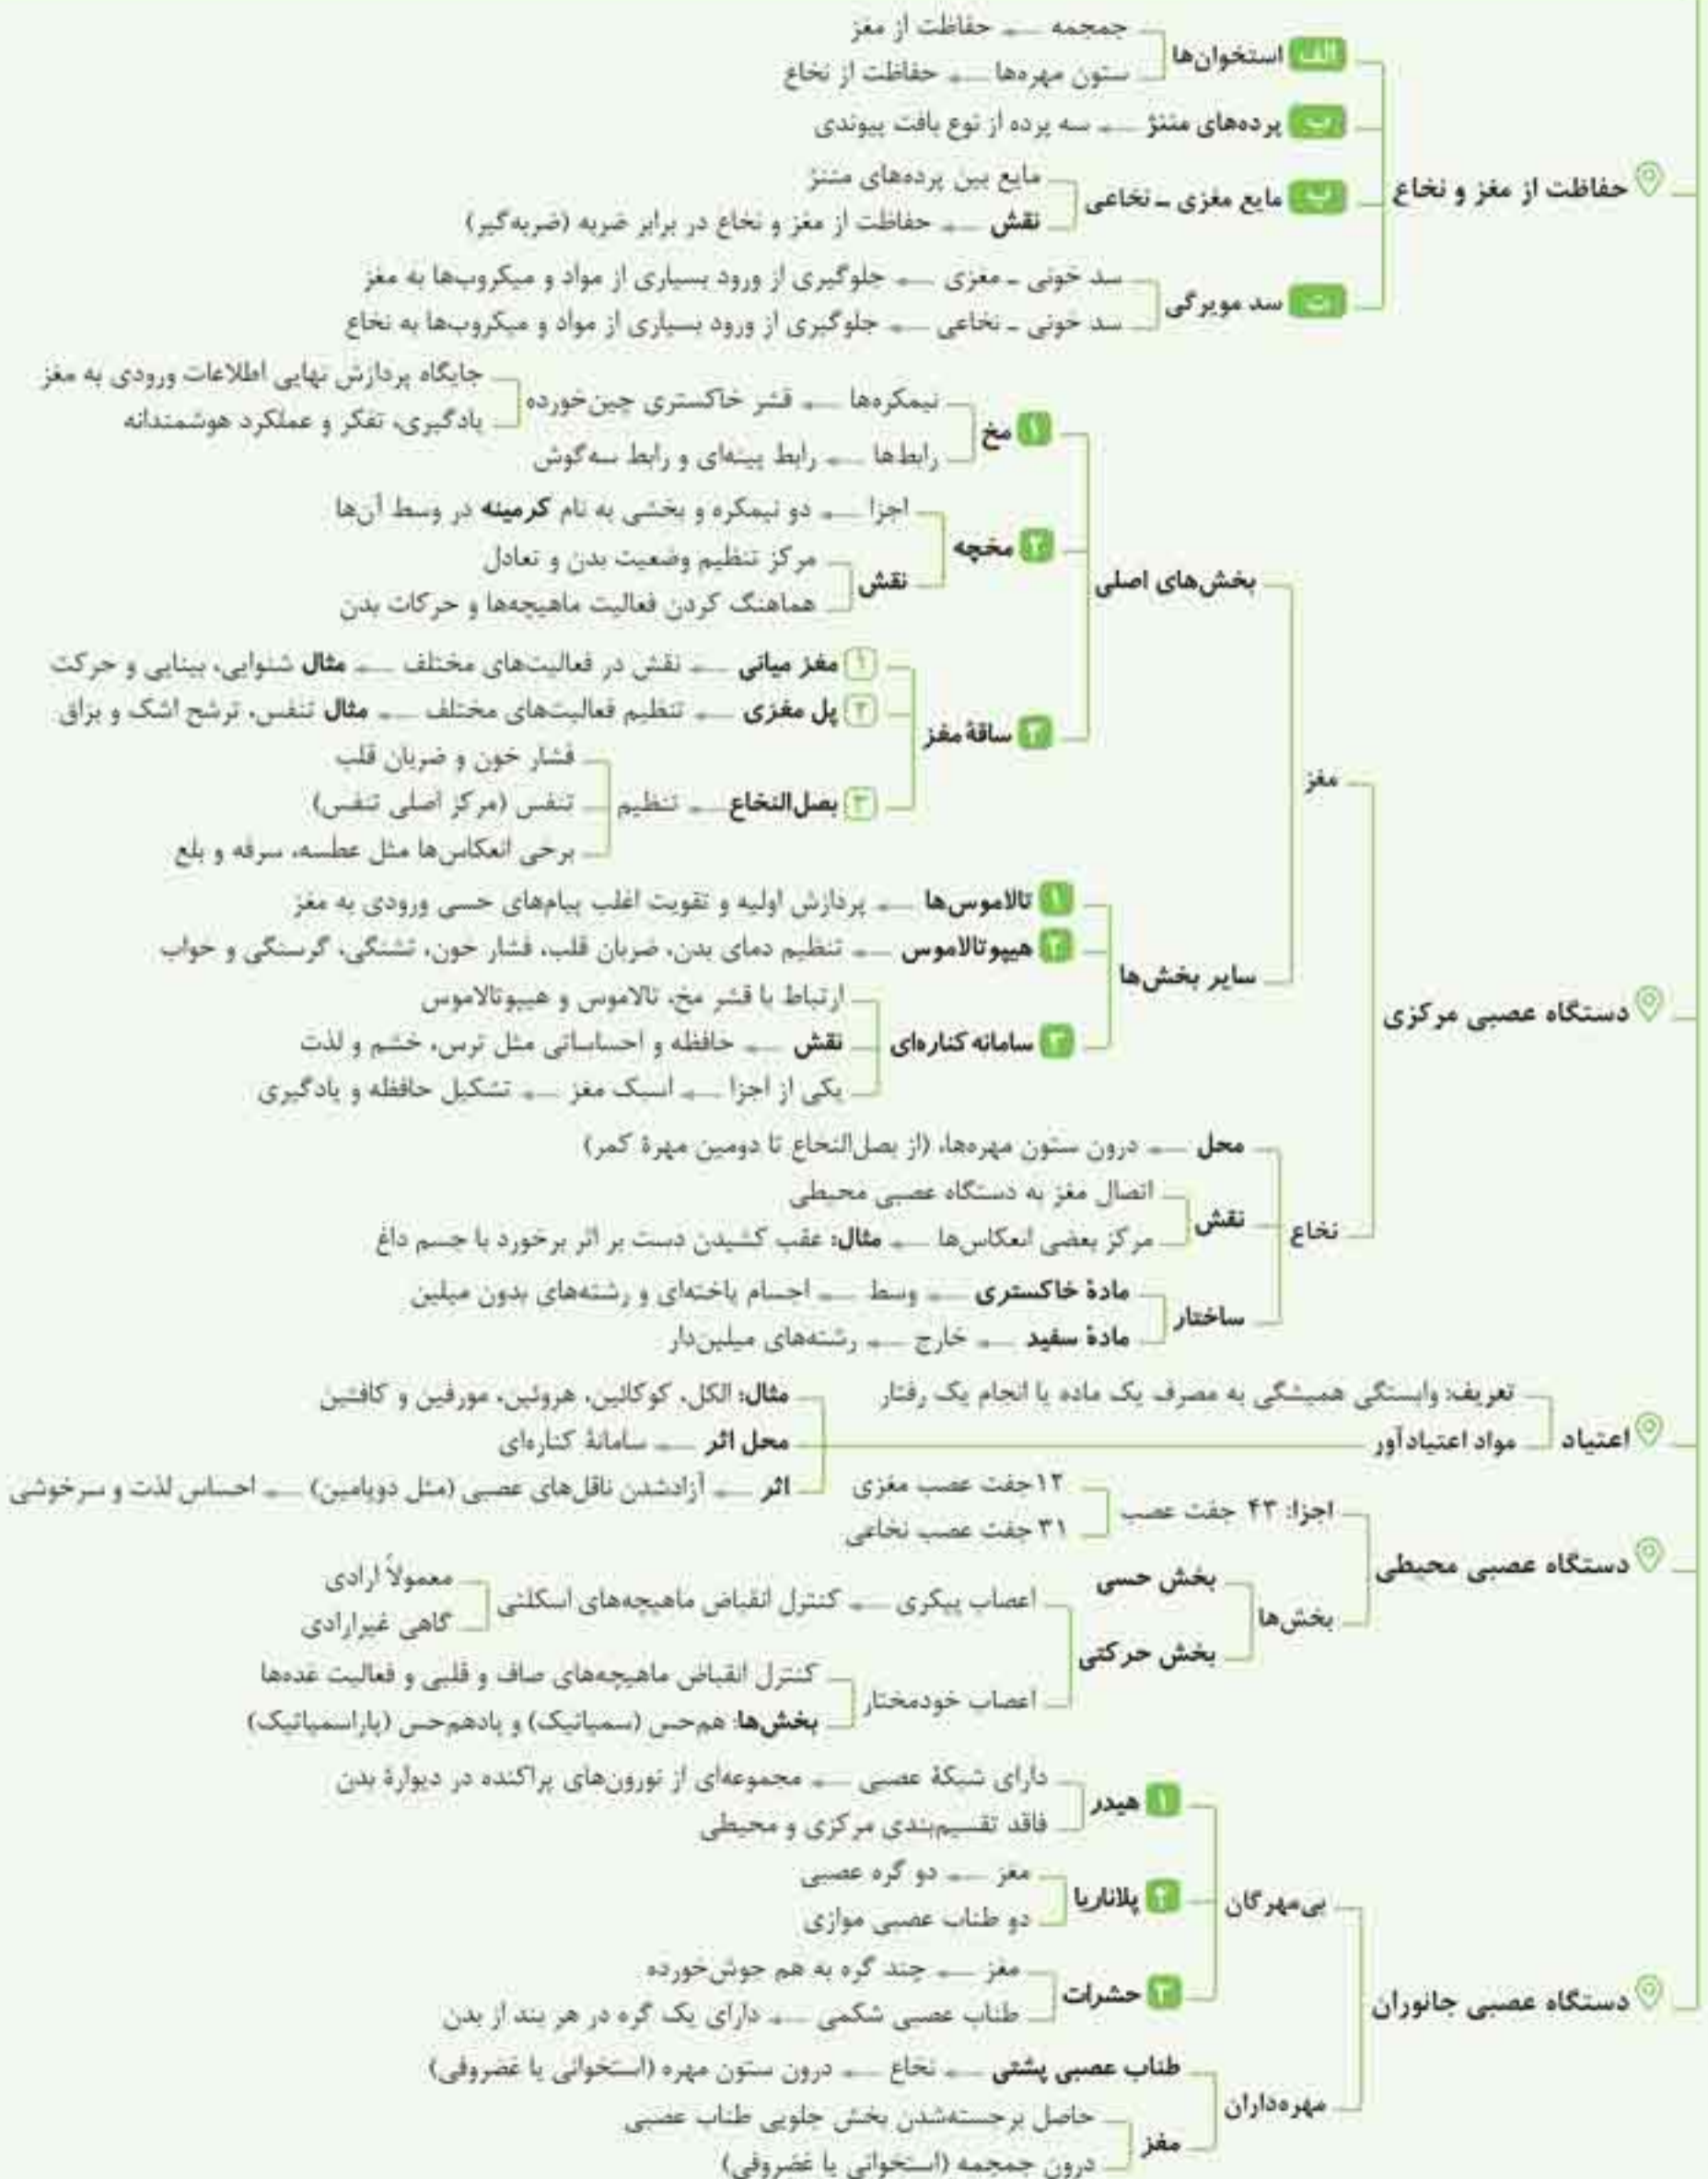 الف استخوان‌ها
جمجمه ← حفاظت از مغز
ستون مهره‌ها ← حفاظت از نخاع
ب پرده‌های مننژ ← سه پرده از نوع بافت پیوندی
حفاظت از مغز و نخاع
پ مایع مغزی ـ نخاعی
مایع بین پرده‌های مننژ
نقش ← حفاظت از مغز و نخاع در برابر ضربه (ضربه‌گیر)
ت سد مویرگی
سد خونی ـ مغزی ← جلوگیری از ورود بسیاری از مواد و میکروب‌ها به مغز
سد خونی ـ نخاعی ← جلوگیری از ورود بسیاری از مواد و میکروب‌ها به نخاع
دستگاه عصبی مرکزی
مغز
بخش‌های اصلی
۱ مخ
نیمکره‌ها ← قشر خاکستری چین‌خورده
جایگاه پردازش نهایی اطلاعات ورودی به مغز
یادگیری، تفکر و عملکرد هوشمندانه
رابط‌ها ← رابط پینه‌ای و رابط سه‌گوش
۲ مخچه
اجزا ← دو نیمکره و بخشی به نام کرمینه در وسط آن‌ها
نقش
مرکز تنظیم وضعیت بدن و تعادل
هماهنگ کردن فعالیت ماهیچه‌ها و حرکات بدن
۳ ساقهٔ مغز
۱ مغز میانی ← نقش در فعالیت‌های مختلف ← مثال شنوایی، بینایی و حرکت
۲ پل مغزی ← تنظیم فعالیت‌های مختلف ← مثال تنفس، ترشح اشک و بزاق
۳ بصل‌النخاع ← تنظیم
فشار خون و ضربان قلب
تنفس (مرکز اصلی تنفس)
برخی انعکاس‌ها مثل عطسه، سرفه و بلع
سایر بخش‌ها
۱ تالاموس‌ها ← پردازش اولیه و تقویت اغلب پیام‌های حسی ورودی به مغز
۲ هیپوتالاموس ← تنظیم دمای بدن، ضربان قلب، فشار خون، تشنگی، گرسنگی و خواب
۳ سامانه کناره‌ای
ارتباط با قشر مخ، تالاموس و هیپوتالاموس
نقش ← حافظه و احساساتی مثل ترس، خشم و لذت
یکی از اجزا ← اسبک مغز ← تشکیل حافظه و یادگیری
نخاع
محل ← درون ستون مهره‌ها، (از بصل‌النخاع تا دومین مهرهٔ کمر)
نقش
اتصال مغز به دستگاه عصبی محیطی
مرکز بعضی انعکاس‌ها ← مثال: عقب کشیدن دست بر اثر برخورد با جسم داغ
ساختار
مادهٔ خاکستری ← وسط ← اجسام یاخته‌ای و رشته‌های بدون میلین
مادهٔ سفید ← خارج ← رشته‌های میلین‌دار
اعتیاد
تعریف: وابستگی همیشگی به مصرف یک ماده یا انجام یک رفتار
مواد اعتیادآور
مثال: الکل، کوکائین، هروئین، مورفین و کافئین
محل اثر ← سامانهٔ کناره‌ای
اثر ← آزادشدن ناقل‌های عصبی (مثل دوپامین) ← احساس لذت و سرخوشی
دستگاه عصبی محیطی
اجزا: ۴۳ جفت عصب
۱۲ جفت عصب مغزی
۳۱ جفت عصب نخاعی
بخش‌ها
بخش حسی
بخش حرکتی
اعصاب پیکری ← کنترل انقباض ماهیچه‌های اسکلتی
معمولاً ارادی
گاهی غیرارادی
اعصاب خودمختار
کنترل انقباض ماهیچه‌های صاف و قلبی و فعالیت غده‌ها
بخش‌ها: هم‌حس (سمپاتیک) و پادهم‌حس (پاراسمپاتیک)
دستگاه عصبی جانوران
بی‌مهرگان
۱ هیدر
دارای شبکهٔ عصبی ← مجموعه‌ای از نورون‌های پراکنده در دیوارهٔ بدن
فاقد تقسیم‌بندی مرکزی و محیطی
۲ پلاناریا
مغز ← دو گره عصبی
دو طناب عصبی موازی
۳ حشرات
مغز ← چند گره به هم جوش‌خورده
طناب عصبی شکمی ← دارای یک گره در هر بند از بدن
مهره‌داران
طناب عصبی پشتی ← نخاع ← درون ستون مهره (استخوانی یا غضروفی)
مغز
حاصل برجسته‌شدن بخش جلویی طناب عصبی
درون جمجمه (استخوانی یا غضروفی)